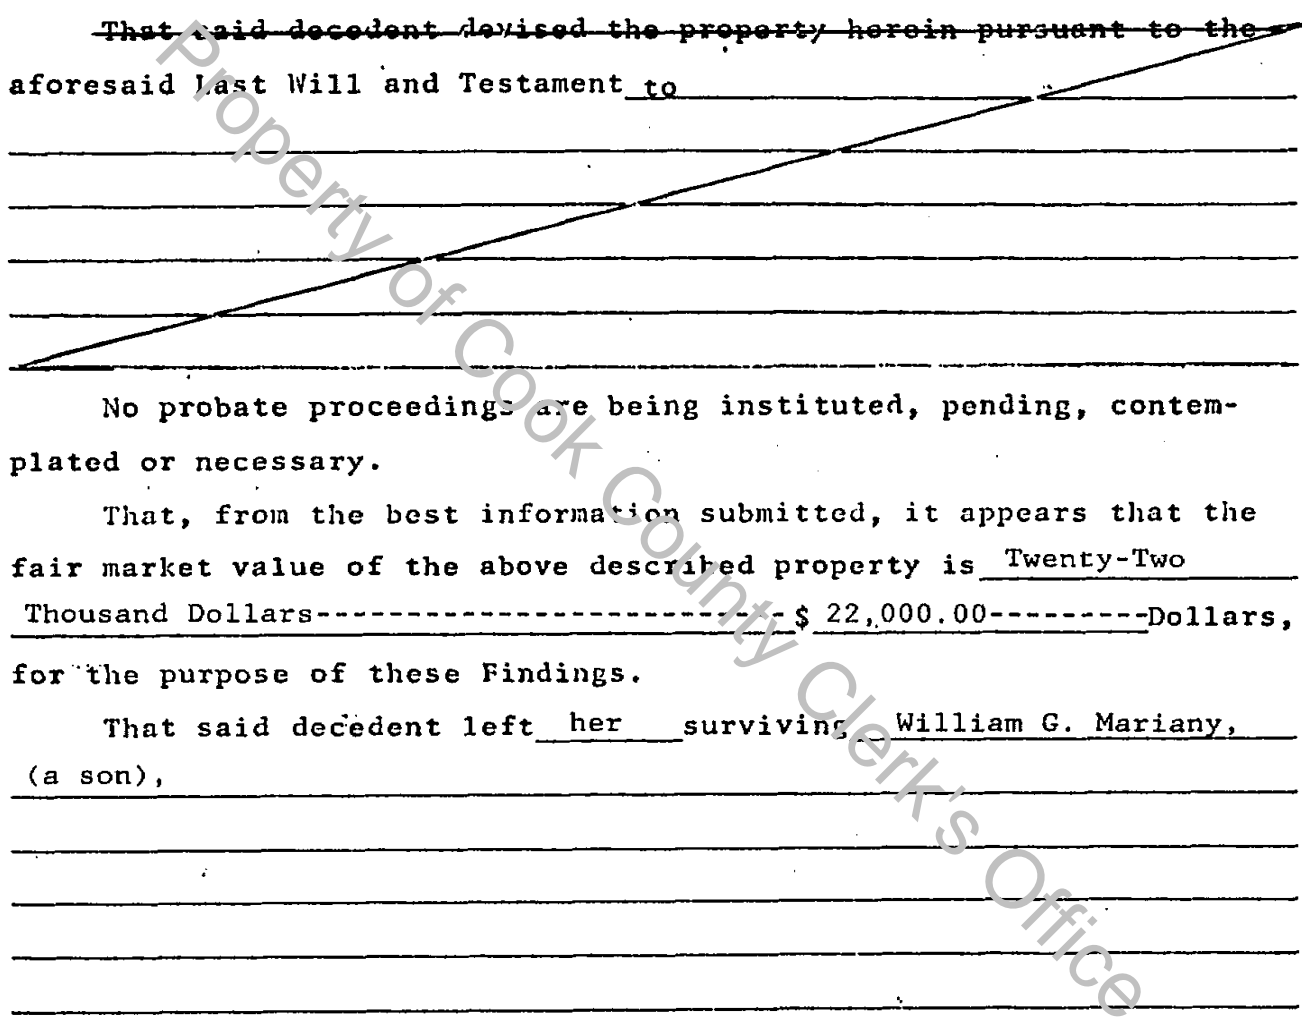 That said decedent devised the property herein pursuant to the
aforesaid Last Will and Testament to
No probate proceedings are being instituted, pending, contem-
plated or necessary.
That, from the best information submitted, it appears that the
fair market value of the above described property is Twenty-Two
Thousand Dollars--------------------------$ 22,000.00---------Dollars,
for the purpose of these Findings.
That said decedent left her surviving William G. Mariany,
(a son),
Property of Cook County Clerk's Office